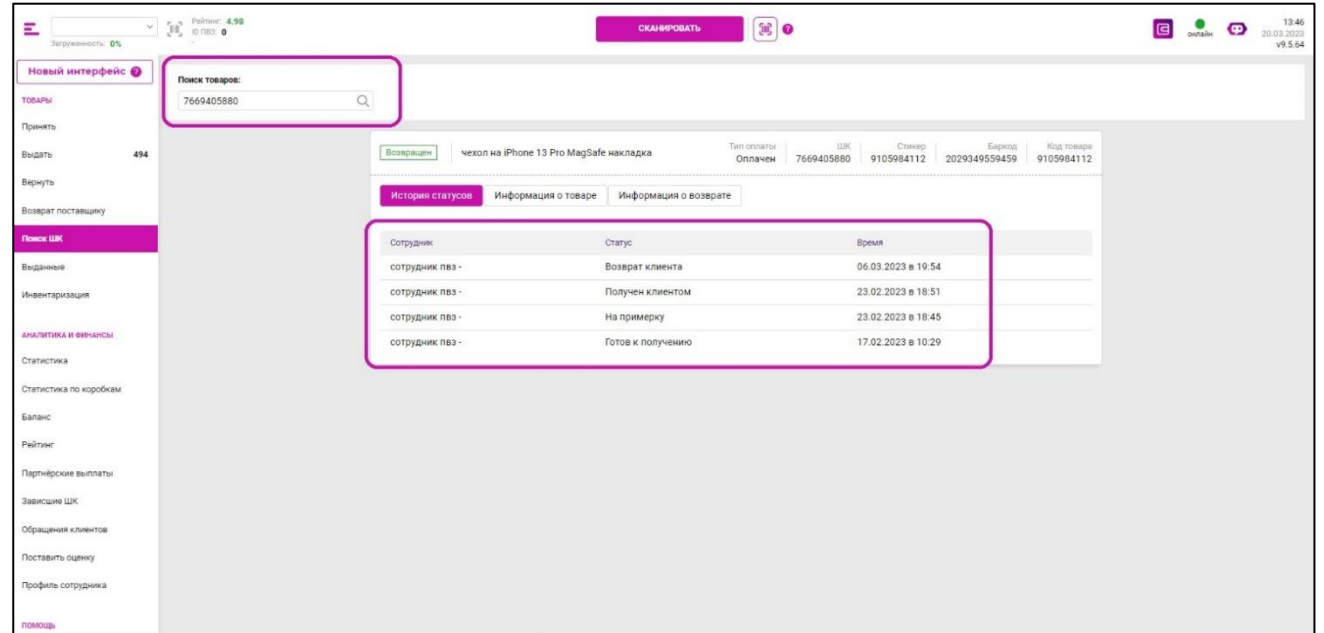 Рейтинг: 4.98
ID ПВЗ: 0
-
Загруженность: 0%
СКАНИРОВАТЬ
?
онлайн
13:46
20.03.2023
v9.5.64
Новый интерфейс ?
ТОВАРЫ
Принять
Выдать 494
Вернуть
Возврат поставщику
Поиск ШК
Выданные
Инвентаризация
АНАЛИТИКА И ФИНАНСЫ
Статистика
Статистика по коробкам
Баланс
Рейтинг
Партнёрские выплаты
Зависшие ШК
Обращения клиентов
Поставить оценку
Профиль сотрудника
ПОМОЩЬ
Поиск товаров:
7669405880
Тип оплаты ШК Стикер Баркод Код товара
Возвращен чехол на iPhone 13 Pro MagSafe накладка Оплачен 7669405880 9105984112 2029349559459 9105984112
История статусов Информация о товаре Информация о возврате
Сотрудник Статус Время
сотрудник пвз - Возврат клиента 06.03.2023 в 19:54
сотрудник пвз - Получен клиентом 23.02.2023 в 18:51
сотрудник пвз - На примерку 23.02.2023 в 18:45
сотрудник пвз - Готов к получению 17.02.2023 в 10:29